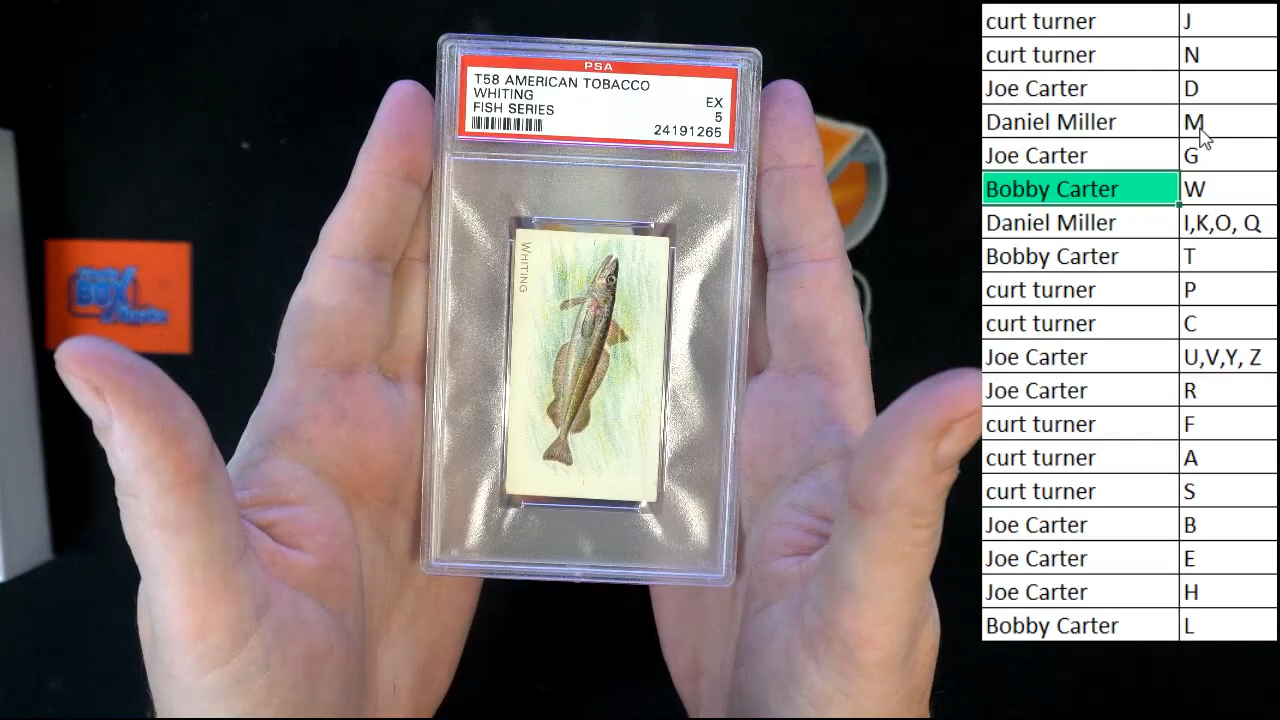 PSA
T58 AMERICAN TOBACCO
WHITING
EX
FISH SERIES
5
24191265
WHITING
BOX
curt turner J
curt turner N
Joe Carter D
Daniel Miller M
Joe Carter G
Bobby Carter W
Daniel Miller I,K,O, Q
Bobby Carter T
curt turner P
curt turner C
Joe Carter U,V,Y, Z
Joe Carter R
curt turner F
curt turner A
curt turner S
Joe Carter B
Joe Carter E
Joe Carter H
Bobby Carter L